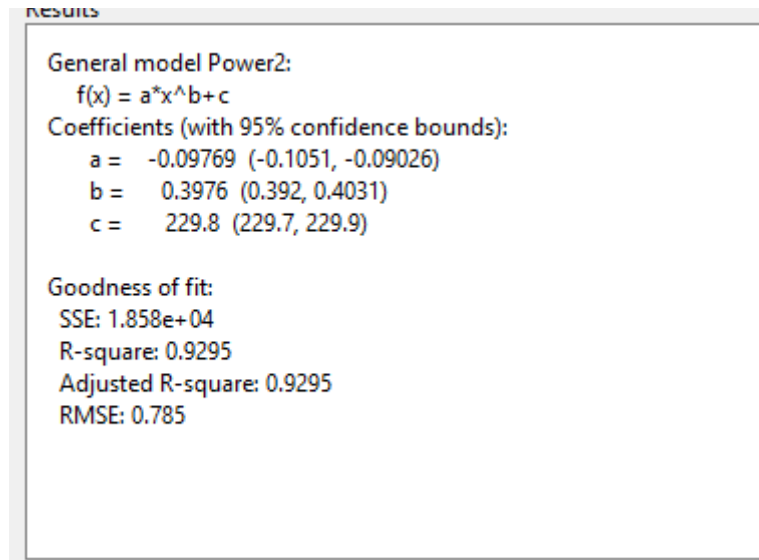 Results
General model Power2:
f(x) = a*x^b+c
Coefficients (with 95% confidence bounds):
a = -0.09769 (-0.1051, -0.09026)
b = 0.3976 (0.392, 0.4031)
c = 229.8 (229.7, 229.9)
Goodness of fit:
SSE: 1.858e+04
R-square: 0.9295
Adjusted R-square: 0.9295
RMSE: 0.785